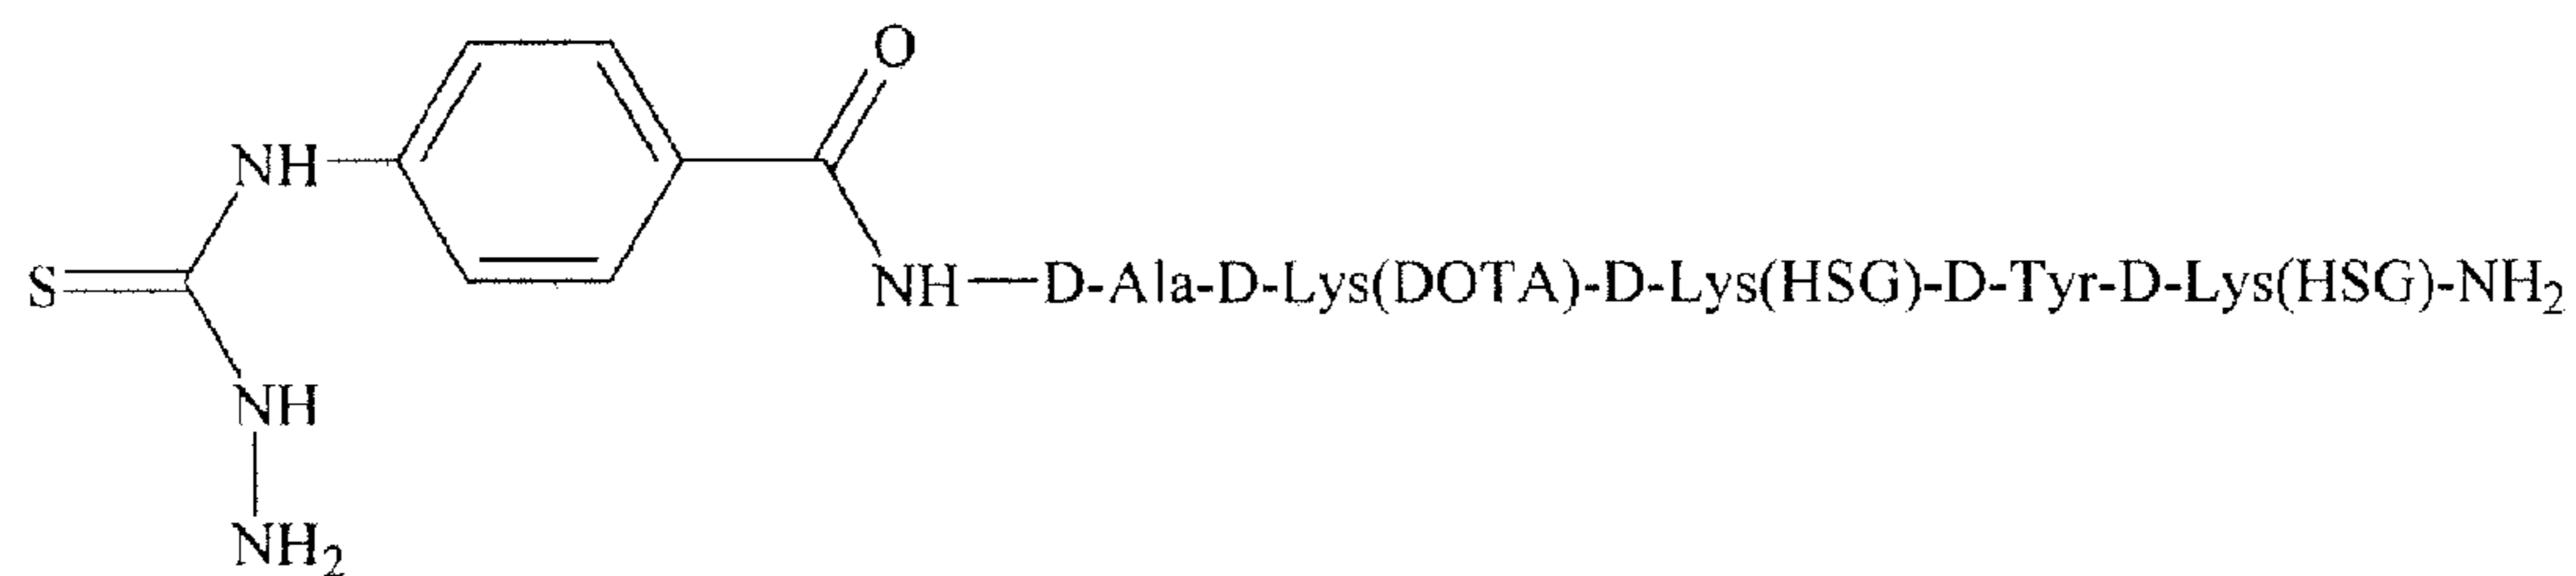 O
NH
S
NH—D-Ala-D-Lys(DOTA)-D-Lys(HSG)-D-Tyr-D-Lys(HSG)-NH₂
NH
NH₂